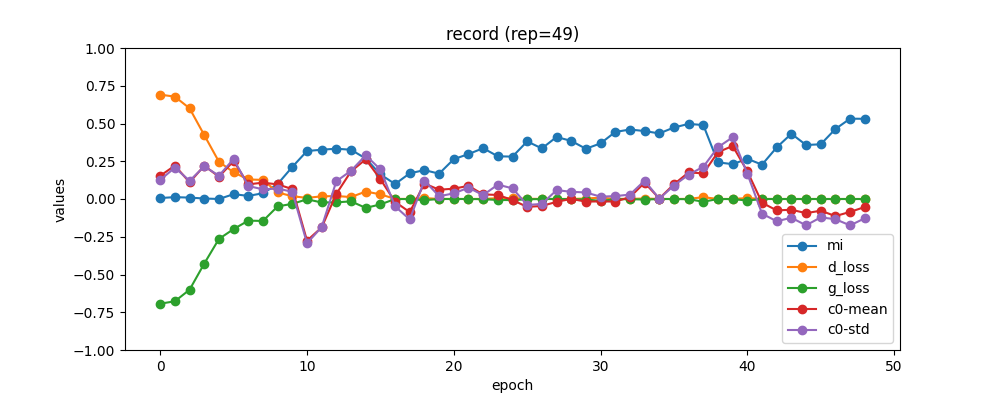 record (rep=49)
1.00
0.75
0.50
0.25
0.00
−0.25
−0.50
−0.75
−1.00
values
0 10 20 30 40 50
epoch
mi
d_loss
g_loss
c0-mean
c0-std